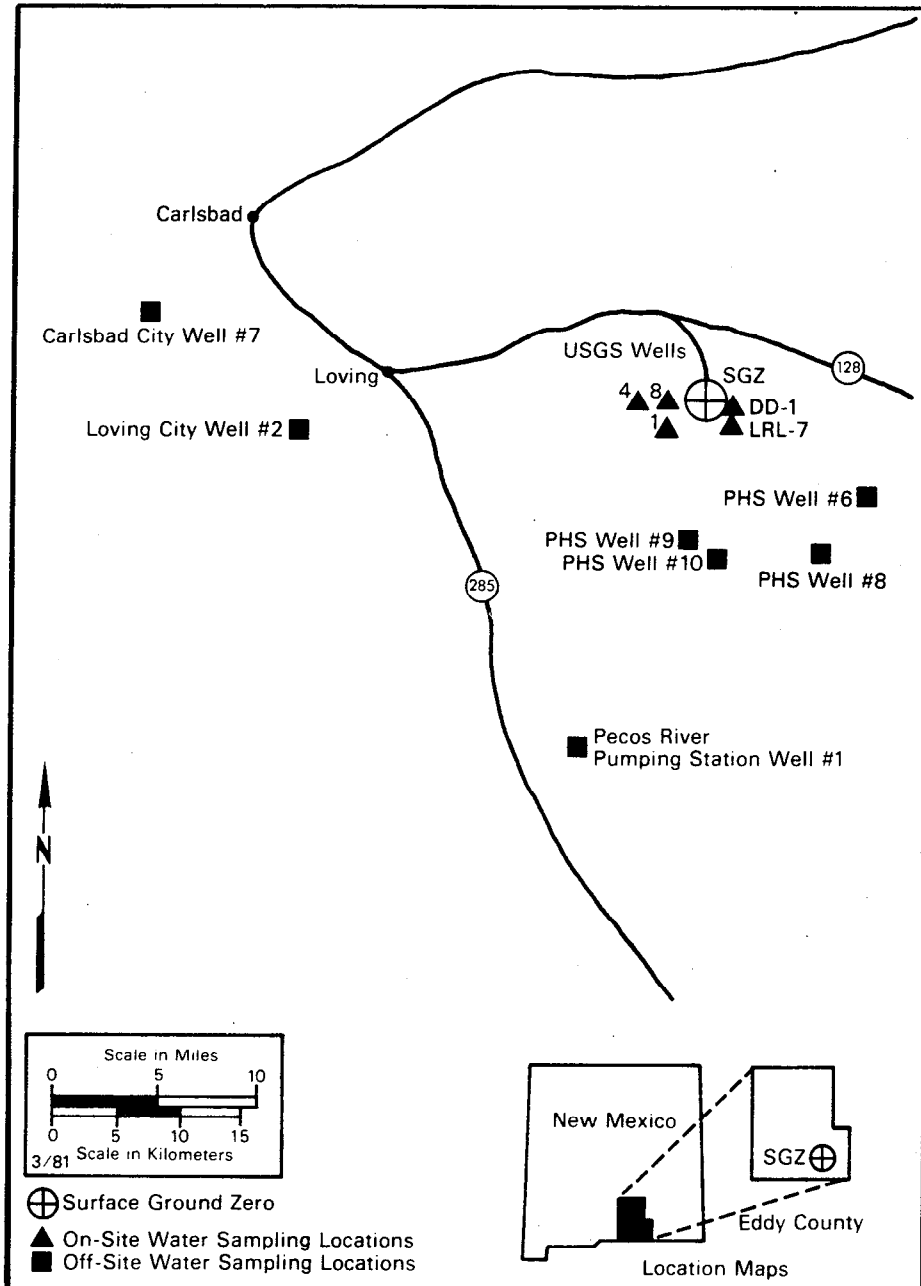 Carlsbad
Carlsbad City Well #7
USGS Wells
128
Loving
SGZ
4
8
DD-1
Loving City Well #2
1
LRL-7
PHS Well #6
PHS Well #9
PHS Well #10
PHS Well #8
285
Pecos River
Pumping Station Well #1
N
Scale in Miles
0 5 10
0 5 10 15
Scale in Kilometers
3/81
Surface Ground Zero
On-Site Water Sampling Locations
Off-Site Water Sampling Locations
New Mexico
SGZ
Eddy County
Location Maps